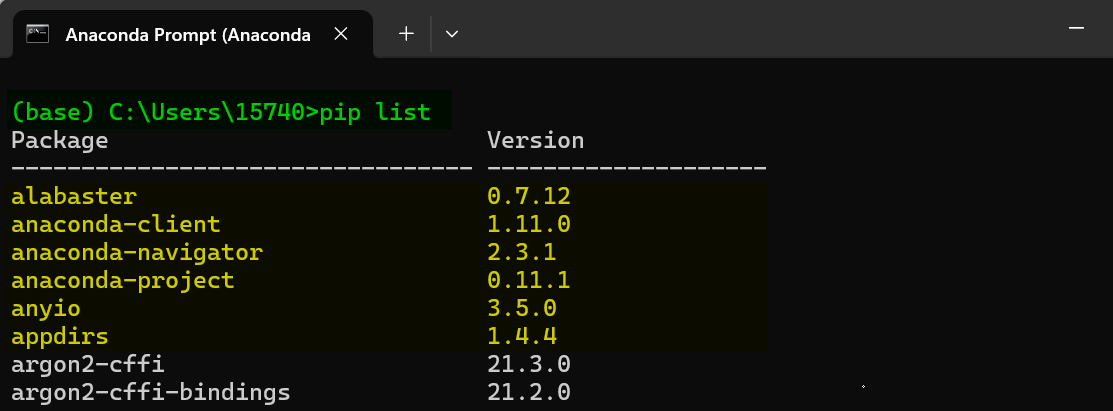 Anaconda Prompt (Anaconda
(base) C:\Users\15740>pip list
Package Version
--------------------------------- --------------------
alabaster 0.7.12
anaconda-client 1.11.0
anaconda-navigator 2.3.1
anaconda-project 0.11.1
anyio 3.5.0
appdirs 1.4.4
argon2-cffi 21.3.0
argon2-cffi-bindings 21.2.0